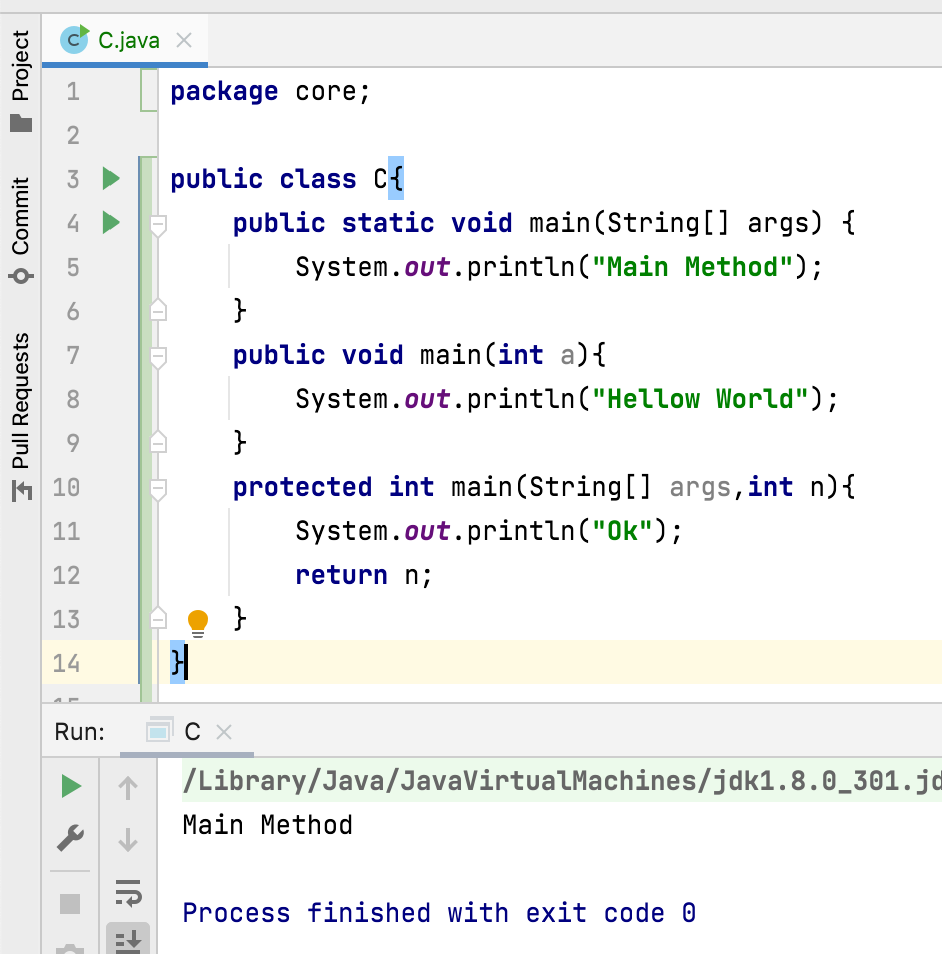 C.java
Project
Commit
Pull Requests
1 package core;
2
3 public class C{
4 public static void main(String[] args) {
5 System.out.println("Main Method");
6 }
7 public void main(int a){
8 System.out.println("Hellow World");
9 }
10 protected int main(String[] args,int n){
11 System.out.println("Ok");
12 return n;
13 }
14 }
15
Run: C
/Library/Java/JavaVirtualMachines/jdk1.8.0_301.jd
Main Method
Process finished with exit code 0